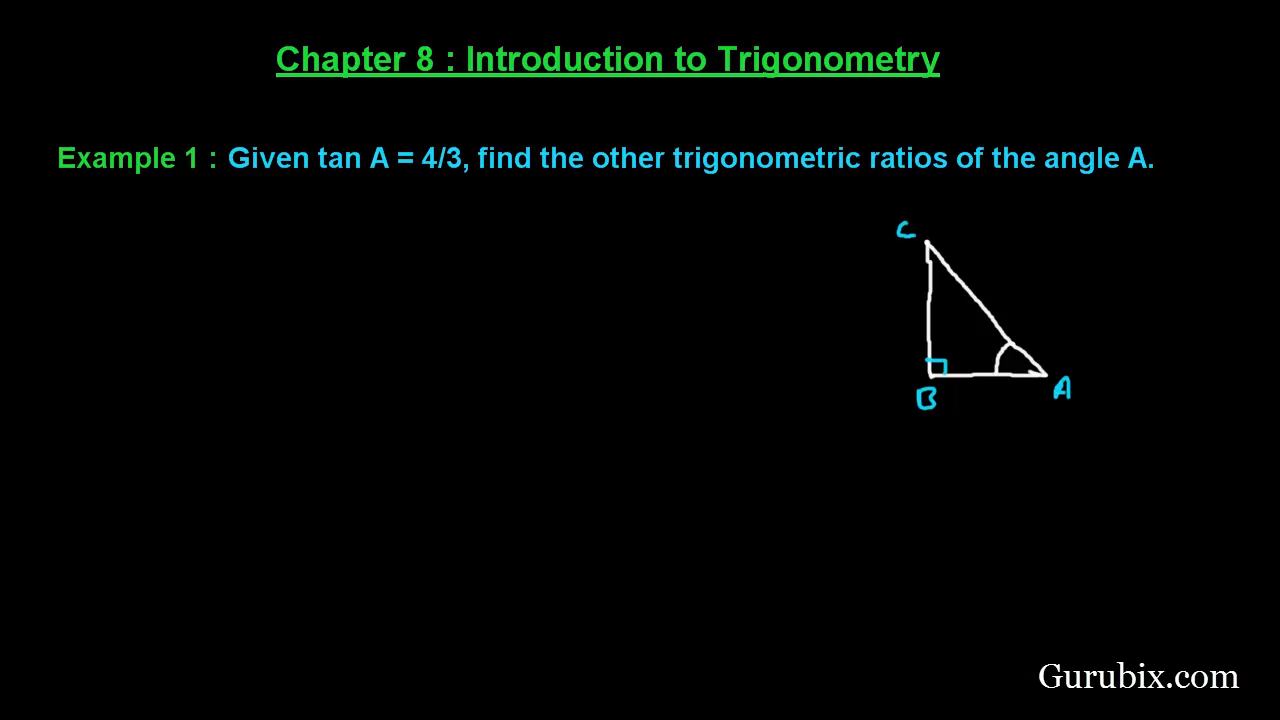 Chapter 8 : Introduction to Trigonometry
Example 1 : Given tan A = 4/3, find the other trigonometric ratios of the angle A.
C
B
A
Gurubix.com